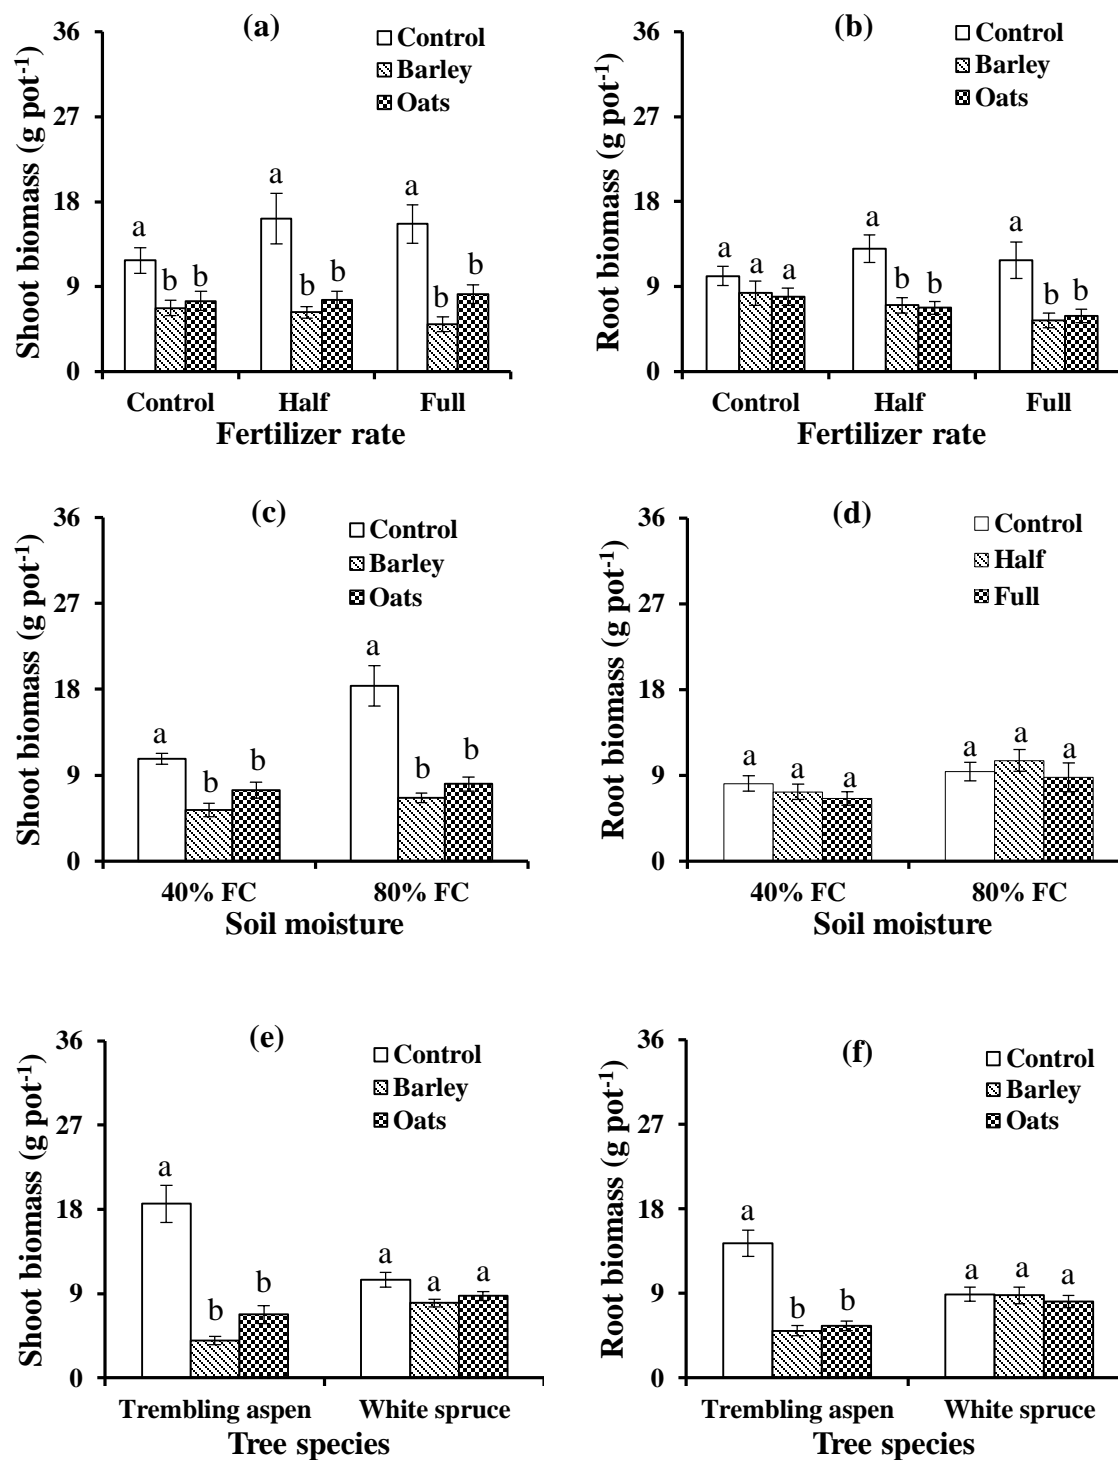 (a)
Shoot biomass (g pot-1)
36
27
18
9
0
Control
Barley
Oats
a
b
b
a
b
b
a
b
b
Control Half Full
Fertilizer rate
(b)
Root biomass (g pot-1)
36
27
18
9
0
Control
Barley
Oats
a
a
a
a
b
b
a
b
b
Control Half Full
Fertilizer rate
(c)
Shoot biomass (g pot-1)
36
27
18
9
0
Control
Barley
Oats
a
b
b
a
b
b
40% FC 80% FC
Soil moisture
(d)
Root biomass (g pot-1)
36
27
18
9
0
Control
Half
Full
a
a
a
a
a
a
40% FC 80% FC
Soil moisture
(e)
Shoot biomass (g pot-1)
36
27
18
9
0
Control
Barley
Oats
a
b
b
a
a
a
Trembling aspen White spruce
Tree species
(f)
Root biomass (g pot-1)
36
27
18
9
0
Control
Barley
Oats
a
b
b
a
a
a
Trembling aspen White spruce
Tree species